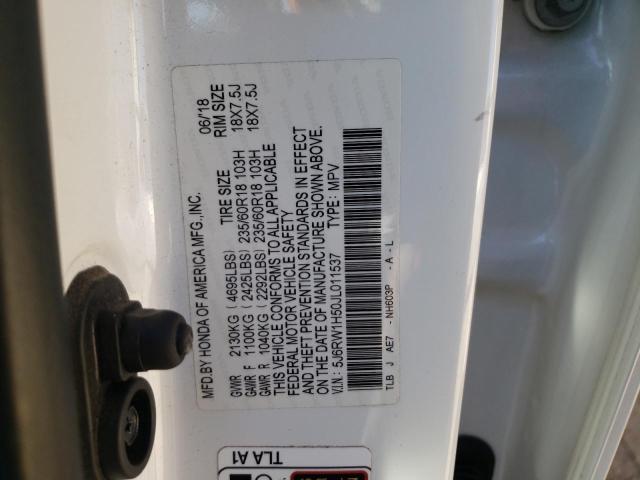 MFD.BY HONDA OF AMERICA MFG.,INC. 06/18
TIRE SIZE RIM SIZE
GVWR 2130KG (4695LBS)
GAWR F 1100KG (2425LBS) 235/60R18 103H 18X7.5J
GAWR R 1040KG (2292LBS) 235/60R18 103H 18X7.5J
THIS VEHICLE CONFORMS TO ALL APPLICABLE
FEDERAL MOTOR VEHICLE SAFETY
AND THEFT PREVENTION STANDARDS IN EFFECT
ON THE DATE OF MANUFACTURE SHOWN ABOVE.
V.I.N.: 5J6RW1H50JL011537 TYPE: MPV
TLB J AE7 - NH603P - A - L
TLA A1